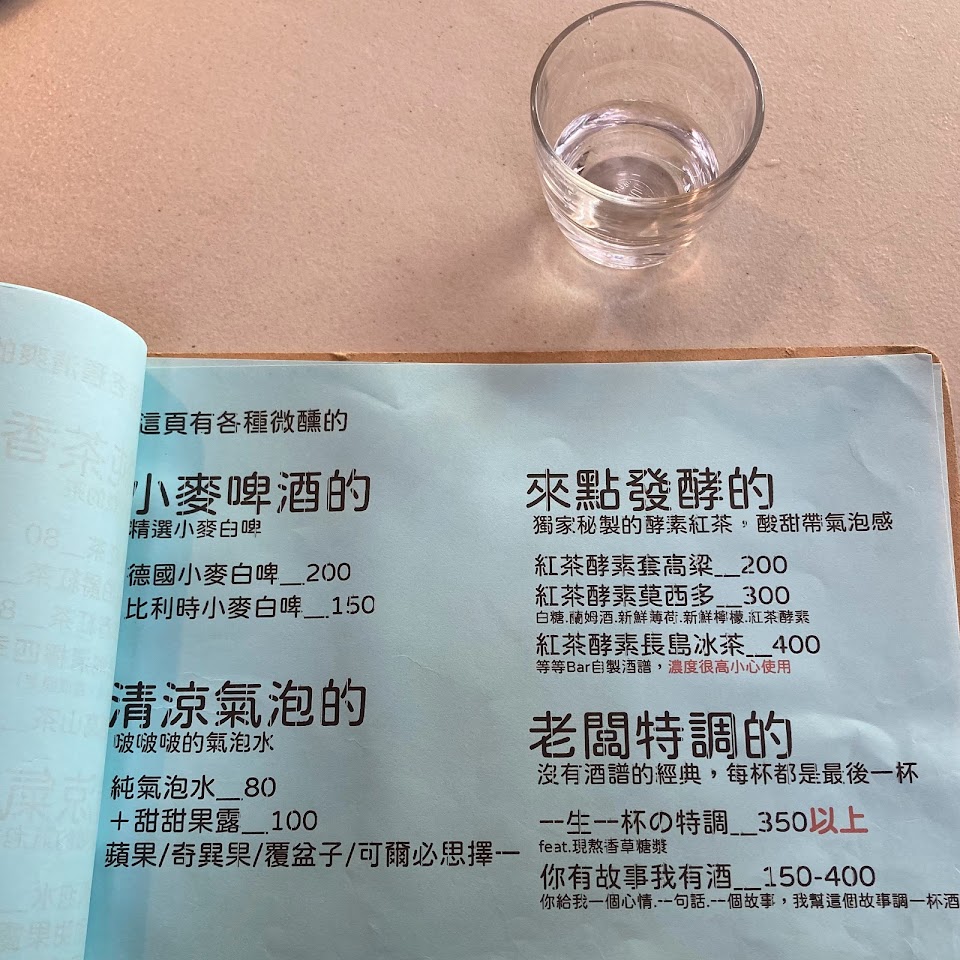 這頁有各種微醺的
小麥啤酒的
精選小麥白啤
德國小麥白啤__200
比利時小麥白啤__150
清涼氣泡的
啵啵啵的氣泡水
純氣泡水__80
＋甜甜果露__100
蘋果/奇異果/覆盆子/可爾必思擇一
來點發酵的
獨家秘製的酵素紅茶，酸甜帶氣泡感
紅茶酵素套高粱__200
紅茶酵素莫西多__300
白糖.蘭姆酒.新鮮薄荷.新鮮檸檬.紅茶酵素
紅茶酵素長島冰茶__400
等等Bar自製酒譜，濃度很高小心使用
老闆特調的
沒有酒譜的經典，每杯都是最後一杯
一生一杯の特調__350以上
feat.現熬香草糖漿
你有故事我有酒__150-400
你給我一個心情.一句話.一個故事，我幫這個故事調一杯酒